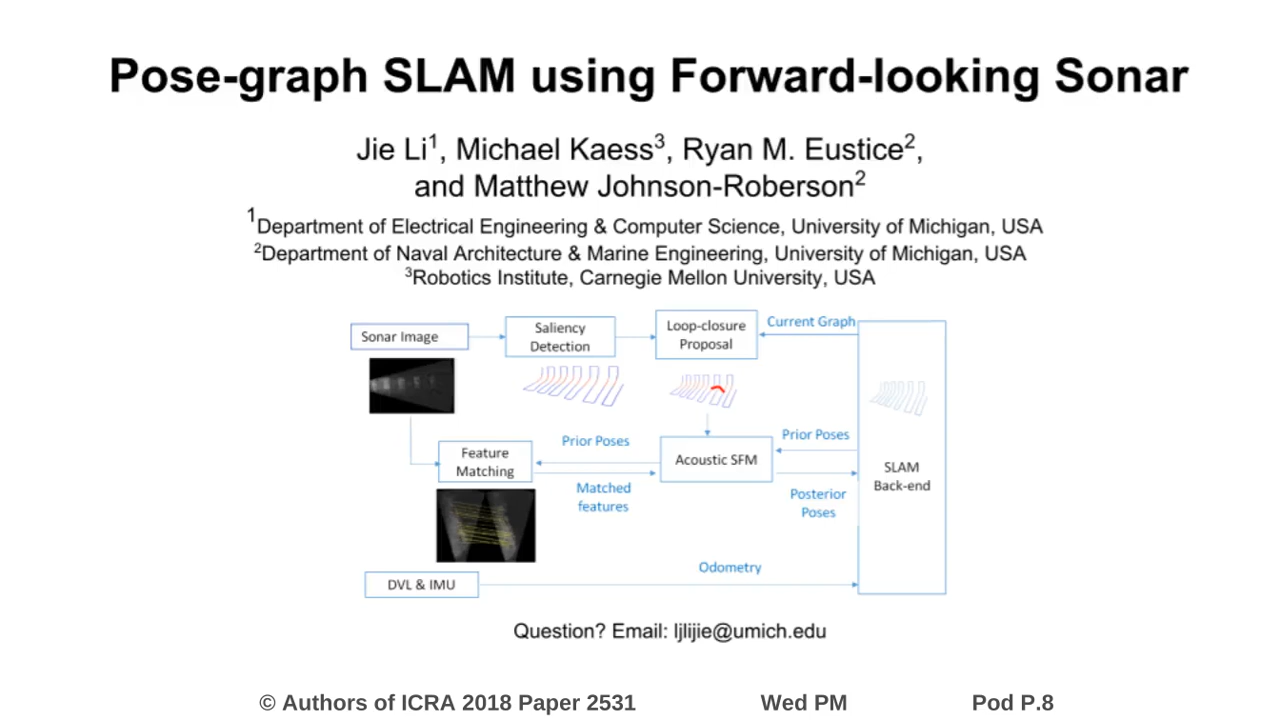 Pose-graph SLAM using Forward-looking Sonar
Jie Li1, Michael Kaess3, Ryan M. Eustice2,
and Matthew Johnson-Roberson2
1Department of Electrical Engineering & Computer Science, University of Michigan, USA
2Department of Naval Architecture & Marine Engineering, University of Michigan, USA
3Robotics Institute, Carnegie Mellon University, USA
Sonar Image
Saliency
Detection
Loop-closure
Proposal
Current Graph
Feature
Matching
Prior Poses
Matched
features
Acoustic SFM
Prior Poses
Posterior
Poses
SLAM
Back-end
DVL & IMU
Odometry
Question? Email: ljlijie@umich.edu
© Authors of ICRA 2018 Paper 2531 Wed PM Pod P.8